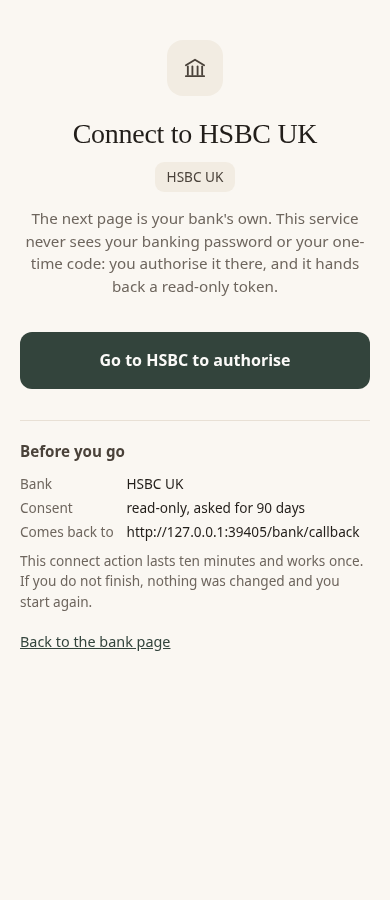 Connect to HSBC UK
HSBC UK
The next page is your bank's own. This service
never sees your banking password or your one-
time code: you authorise it there, and it hands
back a read-only token.
Go to HSBC to authorise
Before you go
Bank HSBC UK
Consent read-only, asked for 90 days
Comes back to http://127.0.0.1:39405/bank/callback
This connect action lasts ten minutes and works once.
If you do not finish, nothing was changed and you
start again.
Back to the bank page